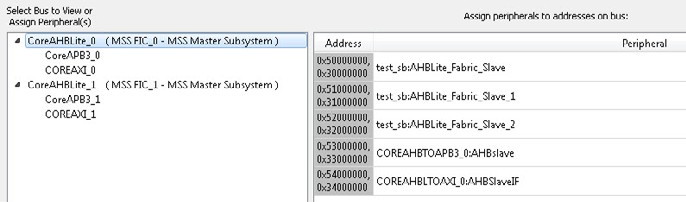 Select Bus to View or
Assign Peripheral(s)
Assign peripherals to addresses on bus:
CoreAHBLite_0 ( MSS FIC_0 - MSS Master Subsystem )
CoreAPB3_0
COREAXI_0
CoreAHBLite_1 ( MSS FIC_1 - MSS Master Subsystem )
CoreAPB3_1
COREAXI_1
Address Peripheral
0x50000000,
0x30000000 test_sb:AHBLite_Fabric_Slave
0x51000000,
0x31000000 test_sb:AHBLite_Fabric_Slave_1
0x52000000,
0x32000000 test_sb:AHBLite_Fabric_Slave_2
0x53000000,
0x33000000 COREAHBTOAPB3_0:AHBslave
0x54000000,
0x34000000 COREAHBLTOAXI_0:AHBSlaveIF